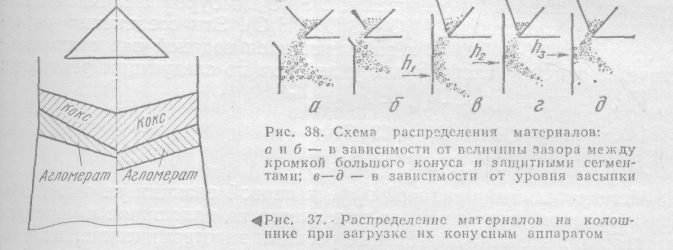 кокс кокс
Агломерат Агломерат
h₁ h₂ h₃
а б в г д
Рис. 38. Схема распределения материалов:
а и б — в зависимости от величины зазора между
кромкой большого конуса и защитными сегмен-
тами; в—д — в зависимости от уровня засыпки
◀Рис. 37. Распределение материалов на колош-
нике при загрузке их конусным аппаратом